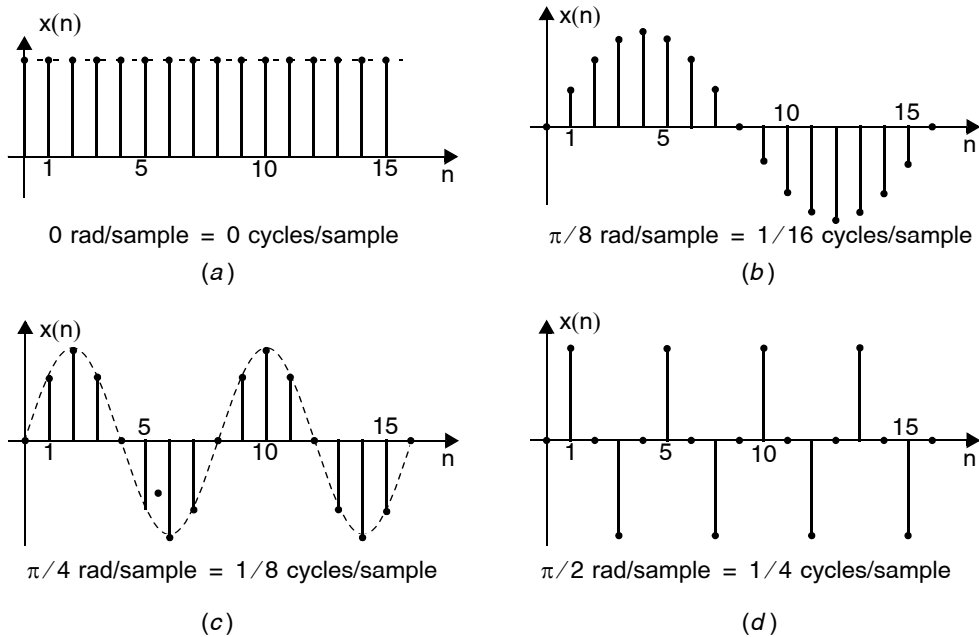 x(n)
1
5
10
15
n
0 rad/sample = 0 cycles/sample
(a)
x(n)
10
15
1
5
n
π/8 rad/sample = 1/16 cycles/sample
(b)
x(n)
5
15
1
10
n
π/4 rad/sample = 1/8 cycles/sample
(c)
x(n)
15
1
5
10
n
π/2 rad/sample = 1/4 cycles/sample
(d)